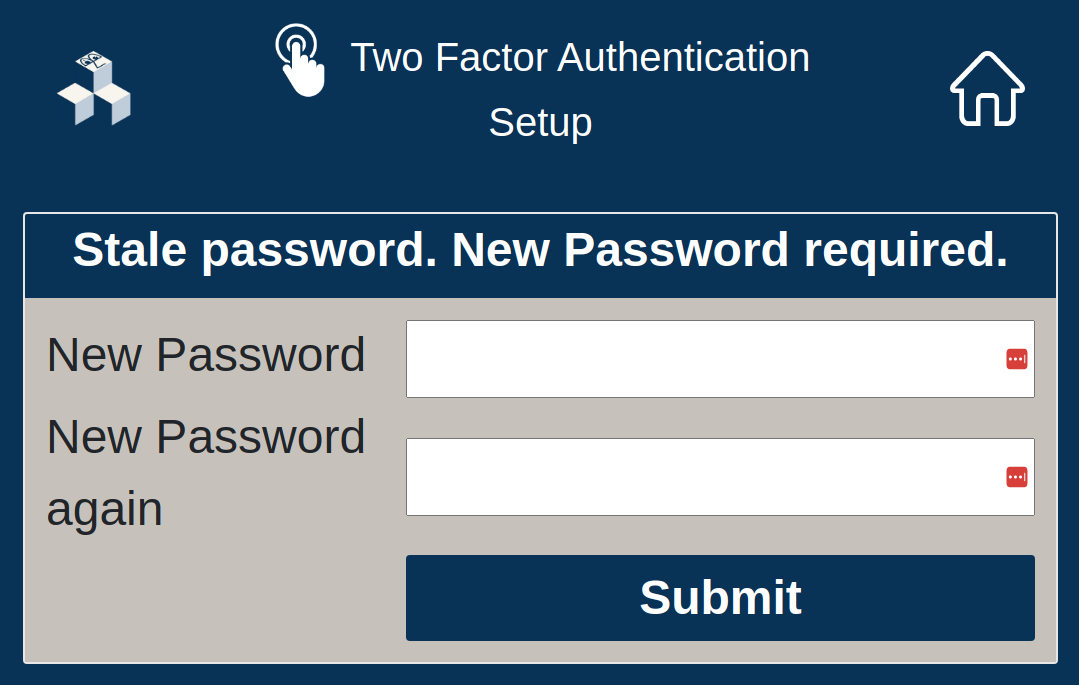 Two Factor Authentication
Setup
Stale password. New Password required.
New Password
New Password
again
Submit